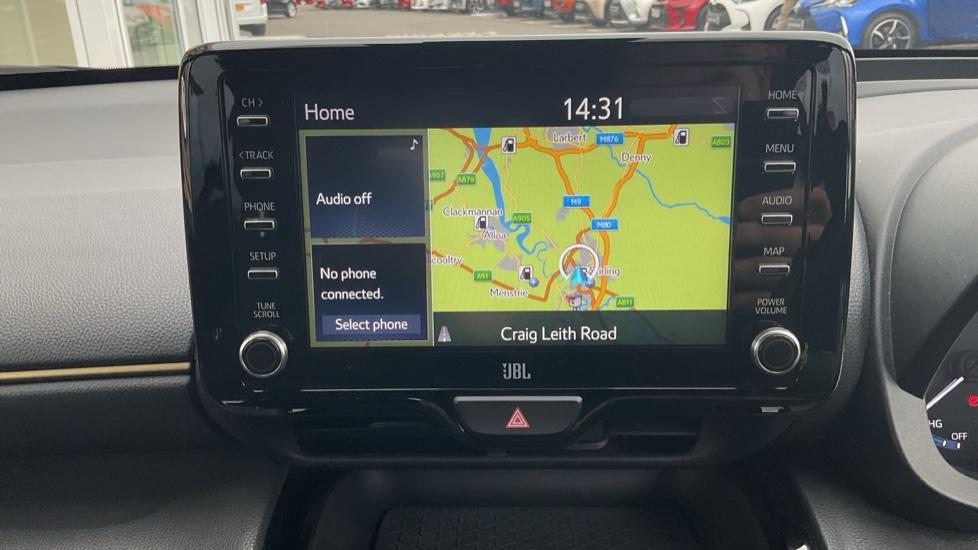 CH >
<TRACK
PHONE
SETUP
TUNE
SCROLL
Home
14:31
Audio off
No phone
connected.
Select phone
Larbert
M876
A803
Denny
A907
A876
M9
Clackmannan
A905
M80
Alloa
coultry
A91
irling
Menstrie
A811
Craig Leith Road
JBL
HOME
MENU
AUDIO
MAP
POWER
VOLUME
HG
OFF